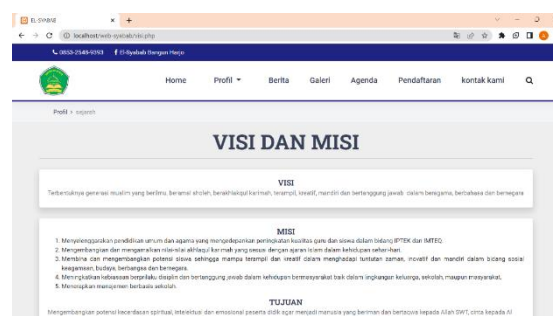 EL-SYABAB
localhost/web-syabab/visi.php
0853-2548-9393 El-Syabab Bangun Harjo
Home Profil Berita Galeri Agenda Pendaftaran kontak kami
Profil > sejarah
VISI DAN MISI
VISI
Terbentuknya generasi muslim yang berilmu, beramal sholeh, berakhlakqul karimah, terampil, kreatif, mandiri dan bertanggung jawab dalam beragama, berbahasa dan bernegara
MISI
1. Menyelenggarakan pendidikan umum dan agama yang mengedepankan peningkatan kualitas guru dan siswa dalam bidang IPTEK dan IMTEQ.
2. Mengembangkan dan mengamalkan nilai-nilai akhlaqul karimah yang sesuai dengan ajaran Islam dalam kehidupan sehari-hari.
3. Membina dan mengembangkan potensi siswa sehingga mampu terampil dan kreatif dalam menghadapi tuntutan zaman, inovatif dan mandiri dalam bidang sosial
keagamaan, budaya, berbangsa dan bernegara.
4. Meningkatkan kebiasaan berprilaku disiplin dan bertanggung jawab dalam kehidupan bermasyarakat baik dalam lingkungan keluarga, sekolah, maupun masyarakat.
5. Menerapkan manajemen berbasis sekolah.
TUJUAN
Mengembangkan potensi kecerdasan spiritual, intelektual dan emosional peserta didik agar menjadi manusia yang beriman dan bertaqwa kepada Allah SWT, cinta kepada Al